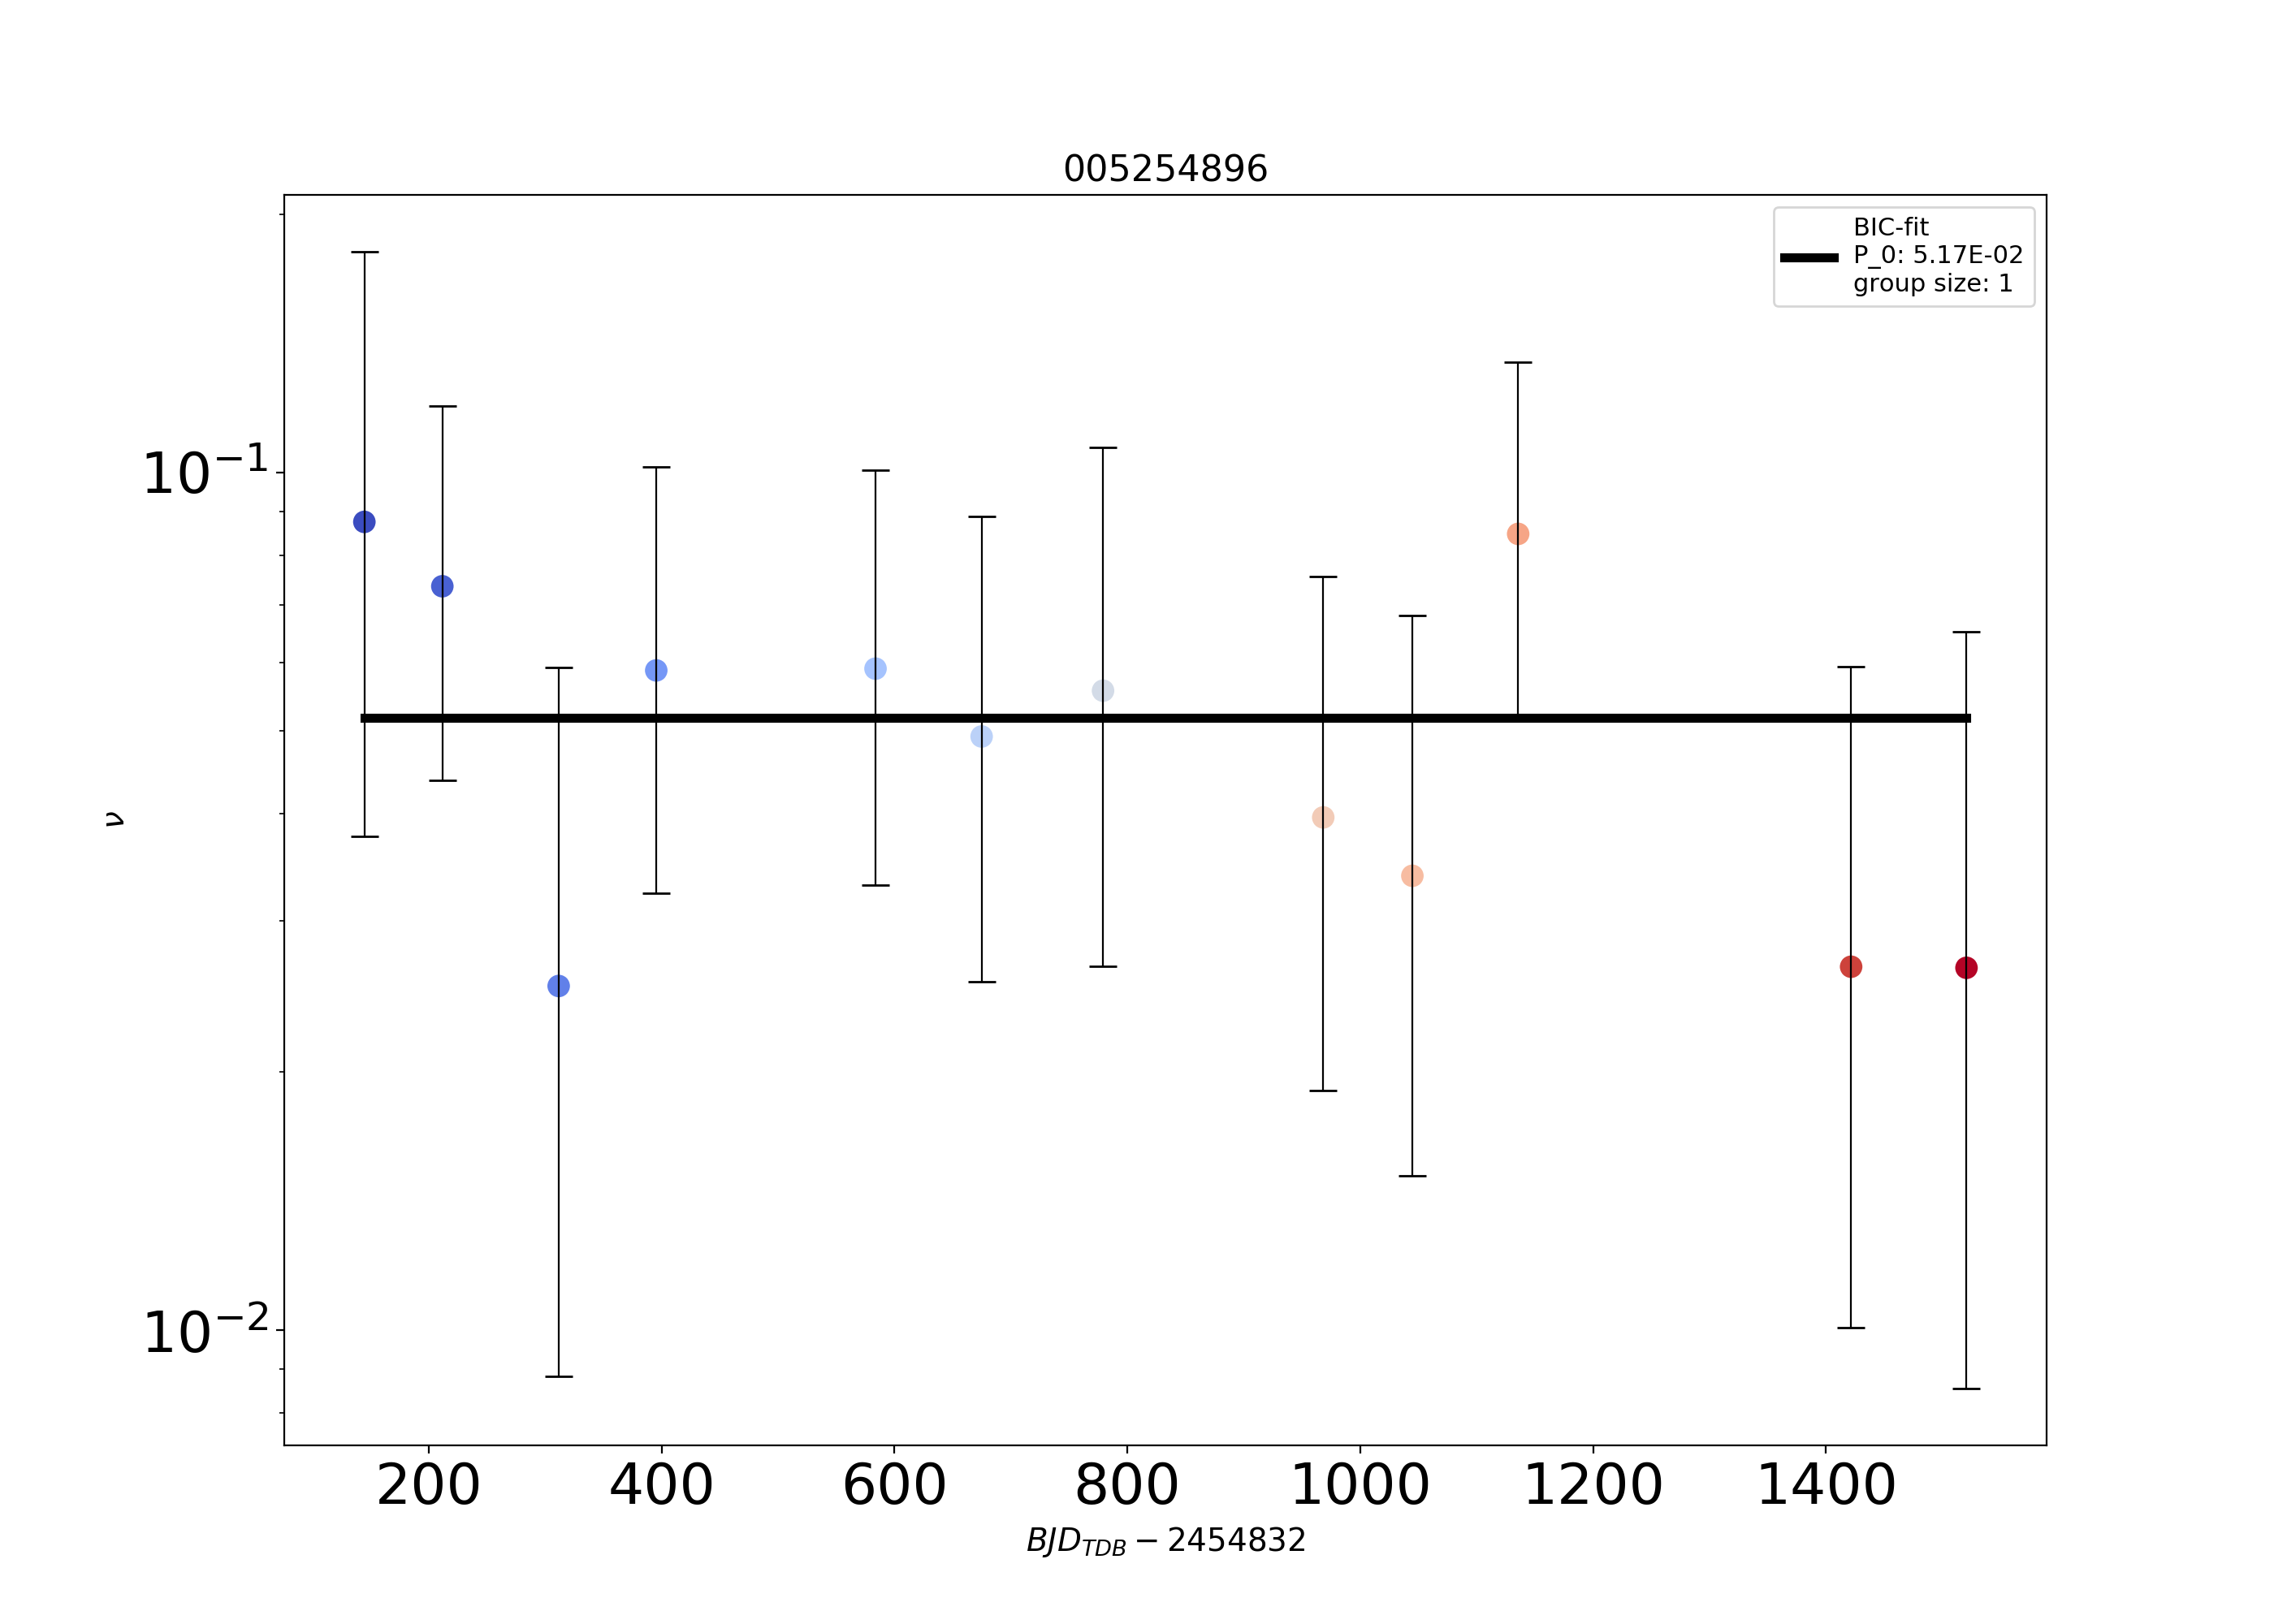 005254896
BIC-fit
P_0: 5.17E-02
group size: 1
10⁻¹
10⁻²
ν
200 400 600 800 1000 1200 1400
BJD_TDB − 2454832